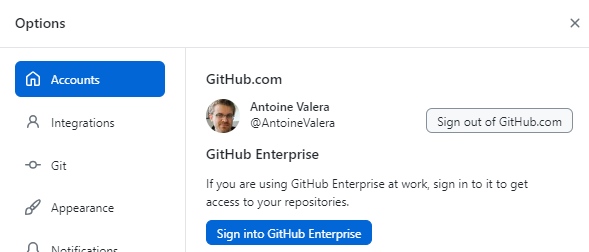 Options
Accounts
Integrations
Git
Appearance
Notifications
GitHub.com
Antoine Valera
@AntoineValera
Sign out of GitHub.com
GitHub Enterprise
If you are using GitHub Enterprise at work, sign in to it to get
access to your repositories.
Sign into GitHub Enterprise